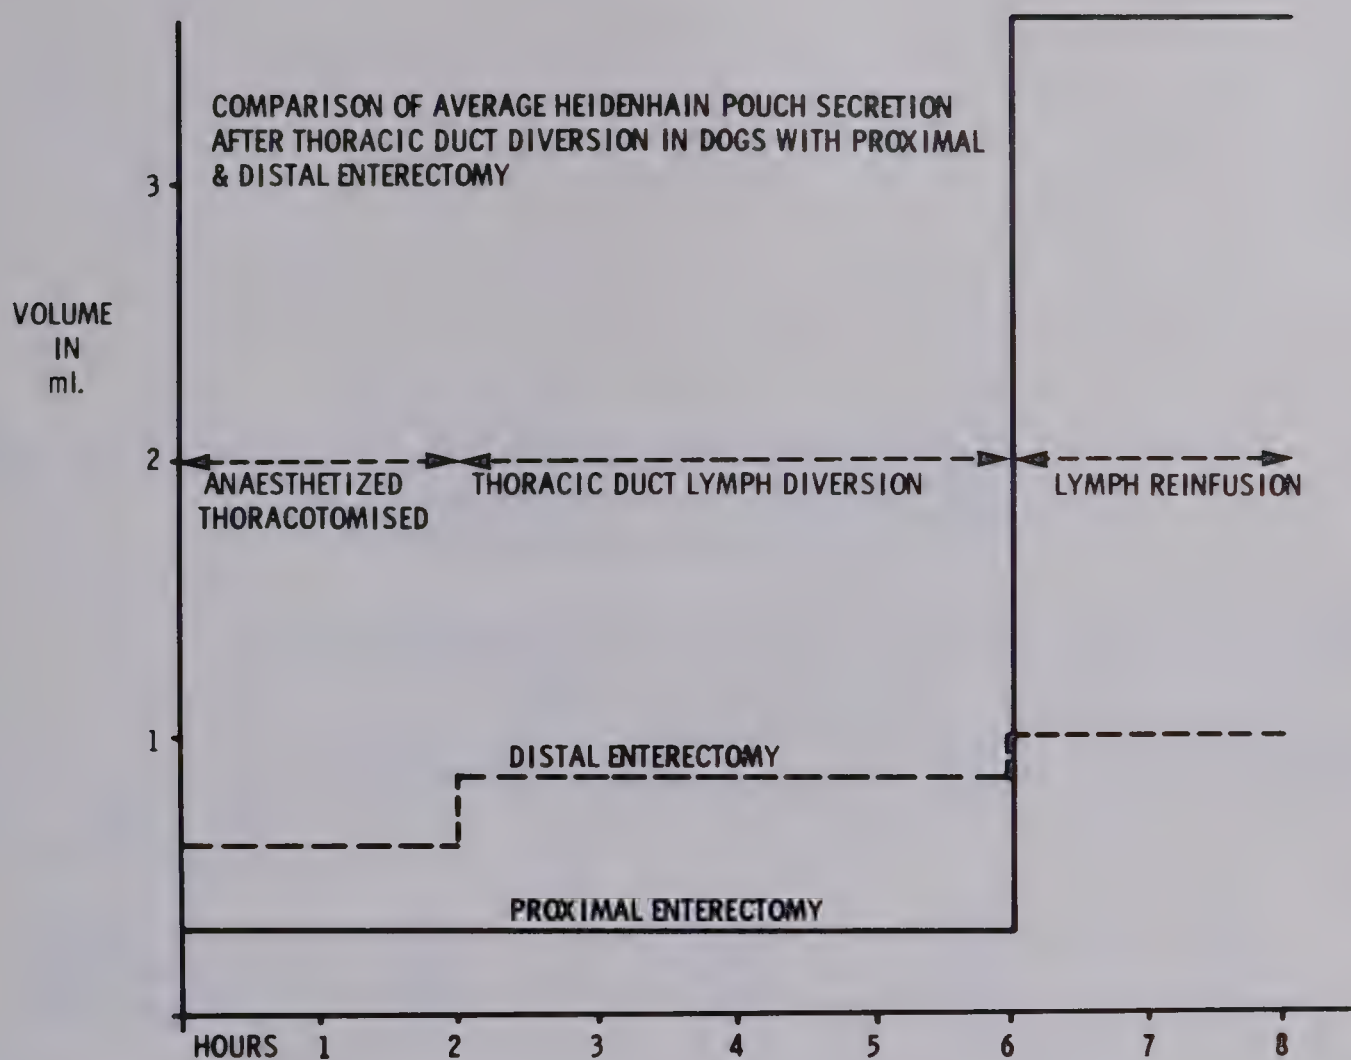 COMPARISON OF AVERAGE HEIDENHAIN POUCH SECRETION
AFTER THORACIC DUCT DIVERSION IN DOGS WITH PROXIMAL
& DISTAL ENTERECTOMY
3
VOLUME
IN
ml.
2
ANAESTHETIZED
THORACOTOMISED
THORACIC DUCT LYMPH DIVERSION
LYMPH REINFUSION
1
DISTAL ENTERECTOMY
PROXIMAL ENTERECTOMY
HOURS 1 2 3 4 5 6 7 8